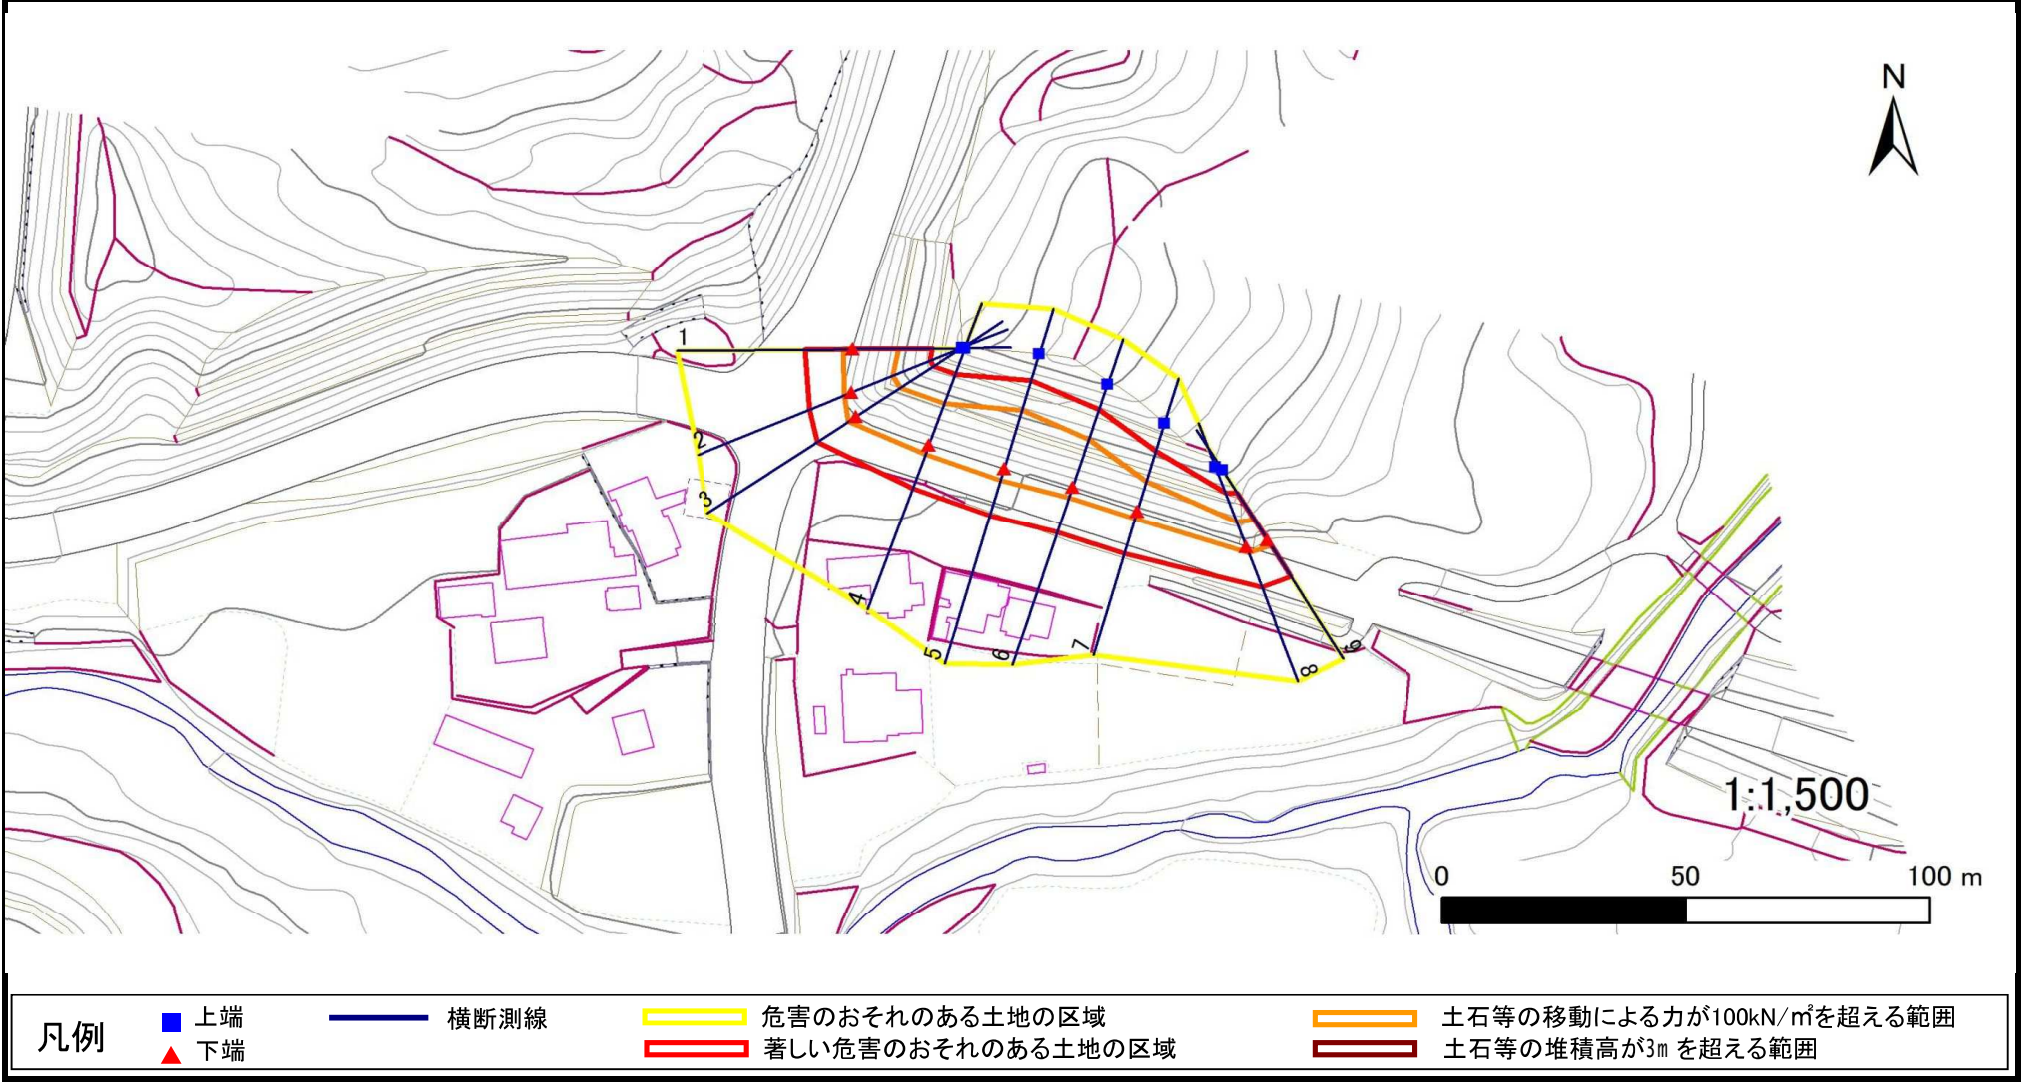 N
1
2
3
4
5
6
7
8
9
1:1,500
0 50 100 m
凡例
上端
下端
横断測線
危害のおそれのある土地の区域
著しい危害のおそれのある土地の区域
土石等の移動による力が100kN/㎡を超える範囲
土石等の堆積高が3mを超える範囲